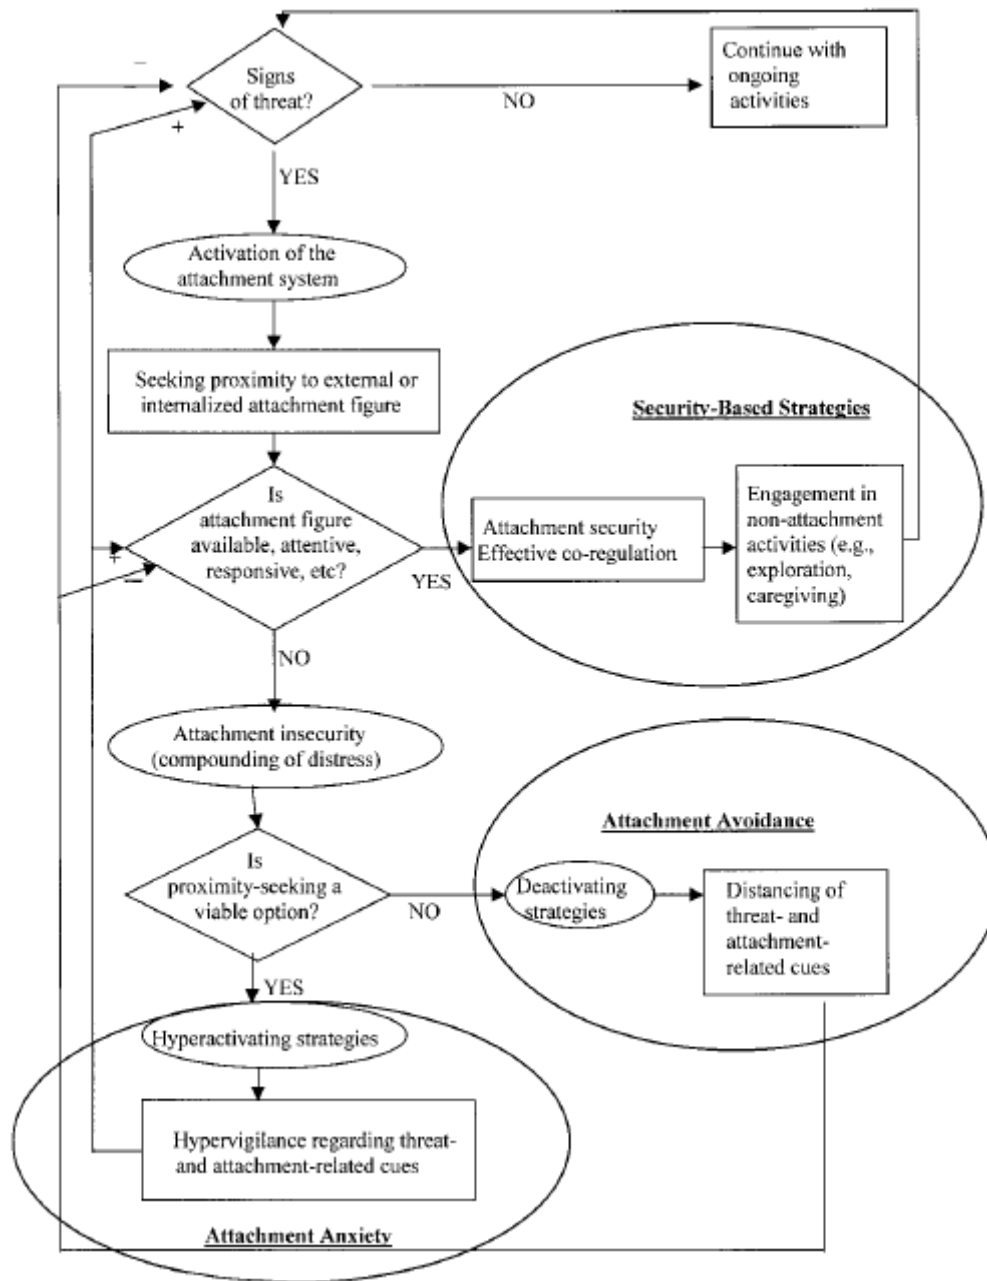 Signs
of threat?
–
+
NO
Continue with
ongoing
activities
YES
Activation of the
attachment system
Seeking proximity to external or
internalized attachment figure
Is
attachment figure
available, attentive,
responsive, etc?
+
–
YES
Security-Based Strategies
Attachment security
Effective co-regulation
Engagement in
non-attachment
activities (e.g.,
exploration,
caregiving)
NO
Attachment insecurity
(compounding of distress)
Is
proximity-seeking a
viable option?
NO
Attachment Avoidance
Deactivating
strategies
Distancing of
threat- and
attachment-
related cues
YES
Hyperactivating strategies
Hypervigilance regarding threat-
and attachment-related cues
Attachment Anxiety